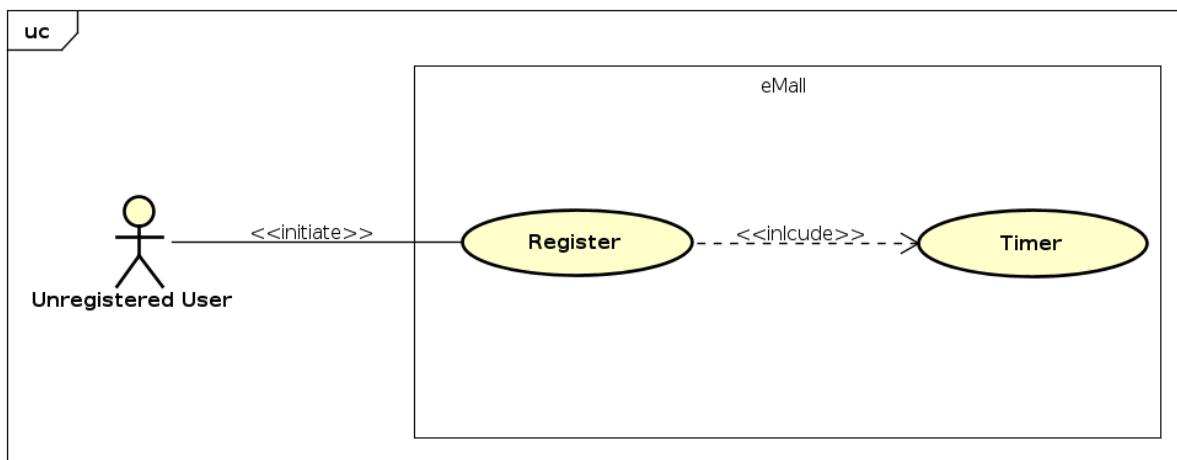 uc
eMall
<<initiate>>
Register
<<inlcude>>
Timer
Unregistered User